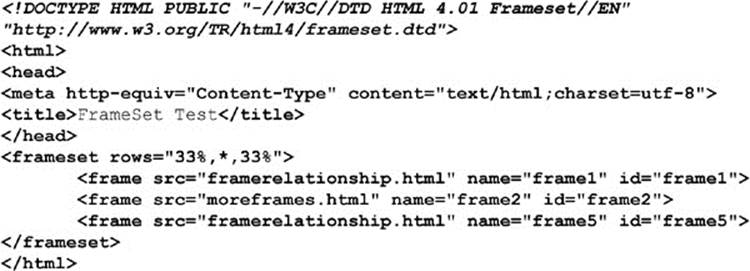 <!DOCTYPE HTML PUBLIC "-//W3C//DTD HTML 4.01 Frameset//EN"
"http://www.w3.org/TR/html4/frameset.dtd">
<html>
<head>
<meta http-equiv="Content-Type" content="text/html;charset=utf-8">
<title>FrameSet Test</title>
</head>
<frameset rows="33%,*,33%">
<frame src="framerelationship.html" name="frame1" id="frame1">
<frame src="moreframes.html" name="frame2" id="frame2">
<frame src="framerelationship.html" name="frame5" id="frame5">
</frameset>
</html>